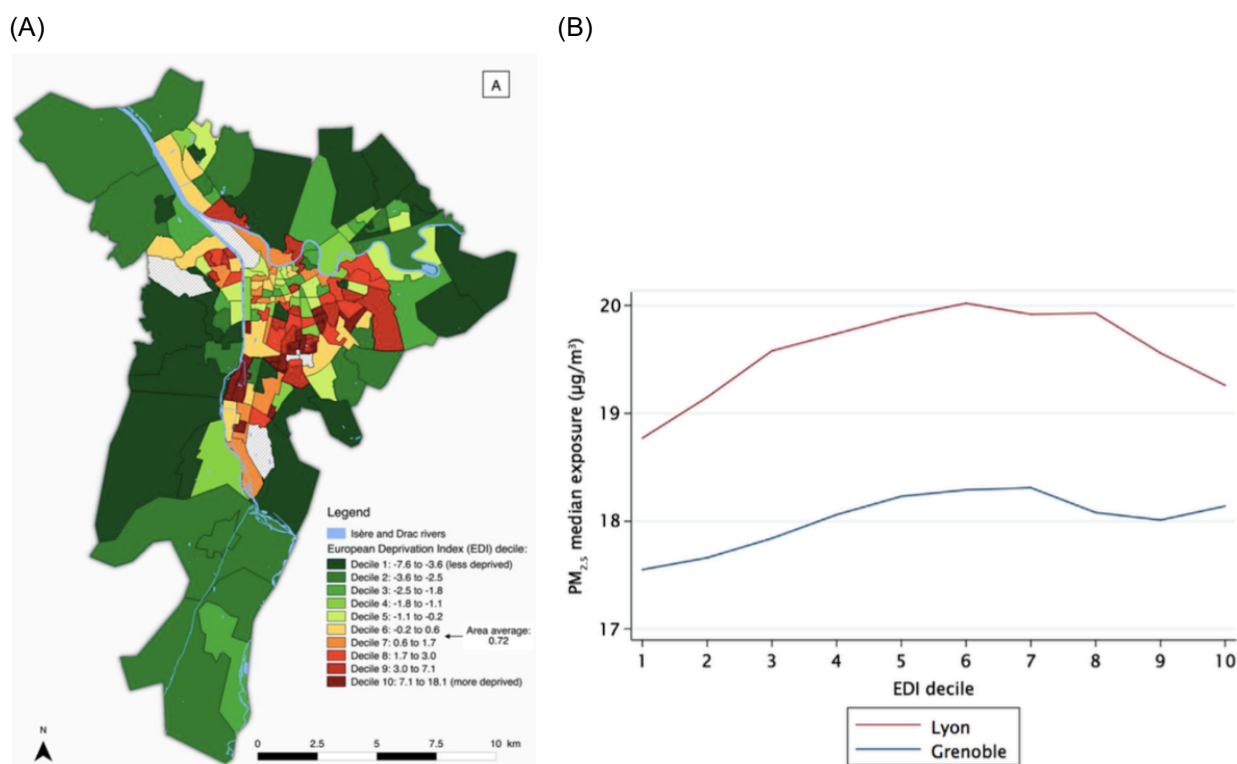 (A)
A
Legend
Isère and Drac rivers
European Deprivation Index (EDI) decile:
Decile 1: -7.6 to -3.6 (less deprived)
Decile 2: -3.6 to -2.5
Decile 3: -2.5 to -1.8
Decile 4: -1.8 to -1.1
Decile 5: -1.1 to -0.2
Decile 6: -0.2 to 0.6
Decile 7: 0.6 to 1.7
Decile 8: 1.7 to 3.0
Decile 9: 3.0 to 7.1
Decile 10: 7.1 to 18.1 (more deprived)
Area average:
0.72
N
0 2.5 5 7.5 10 km
(B)
PM2.5 median exposure (µg/m³)
20
19
18
17
1 2 3 4 5 6 7 8 9 10
EDI decile
Lyon
Grenoble